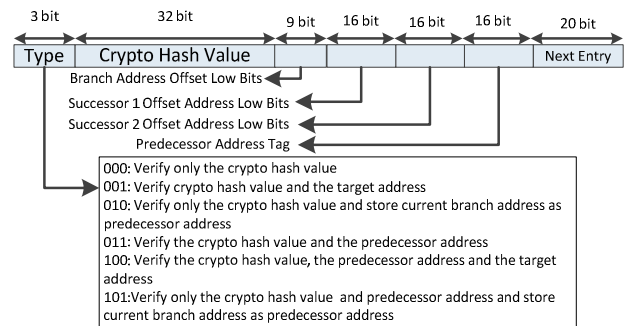 3 bit 32 bit 9 bit 16 bit 16 bit 16 bit 20 bit
Type Crypto Hash Value Next Entry
Branch Address Offset Low Bits
Successor 1 Offset Address Low Bits
Successor 2 Offset Address Low Bits
Predecessor Address Tag
000: Verify only the crypto hash value
001: Verify crypto hash value and the target address
010: Verify only the crypto hash value and store current branch address as
predecessor address
011: Verify the crypto hash value and the predecessor address
100: Verify the crypto hash value, the predecessor address and the target
address
101:Verify only the crypto hash value and predecessor address and store
current branch address as predecessor address